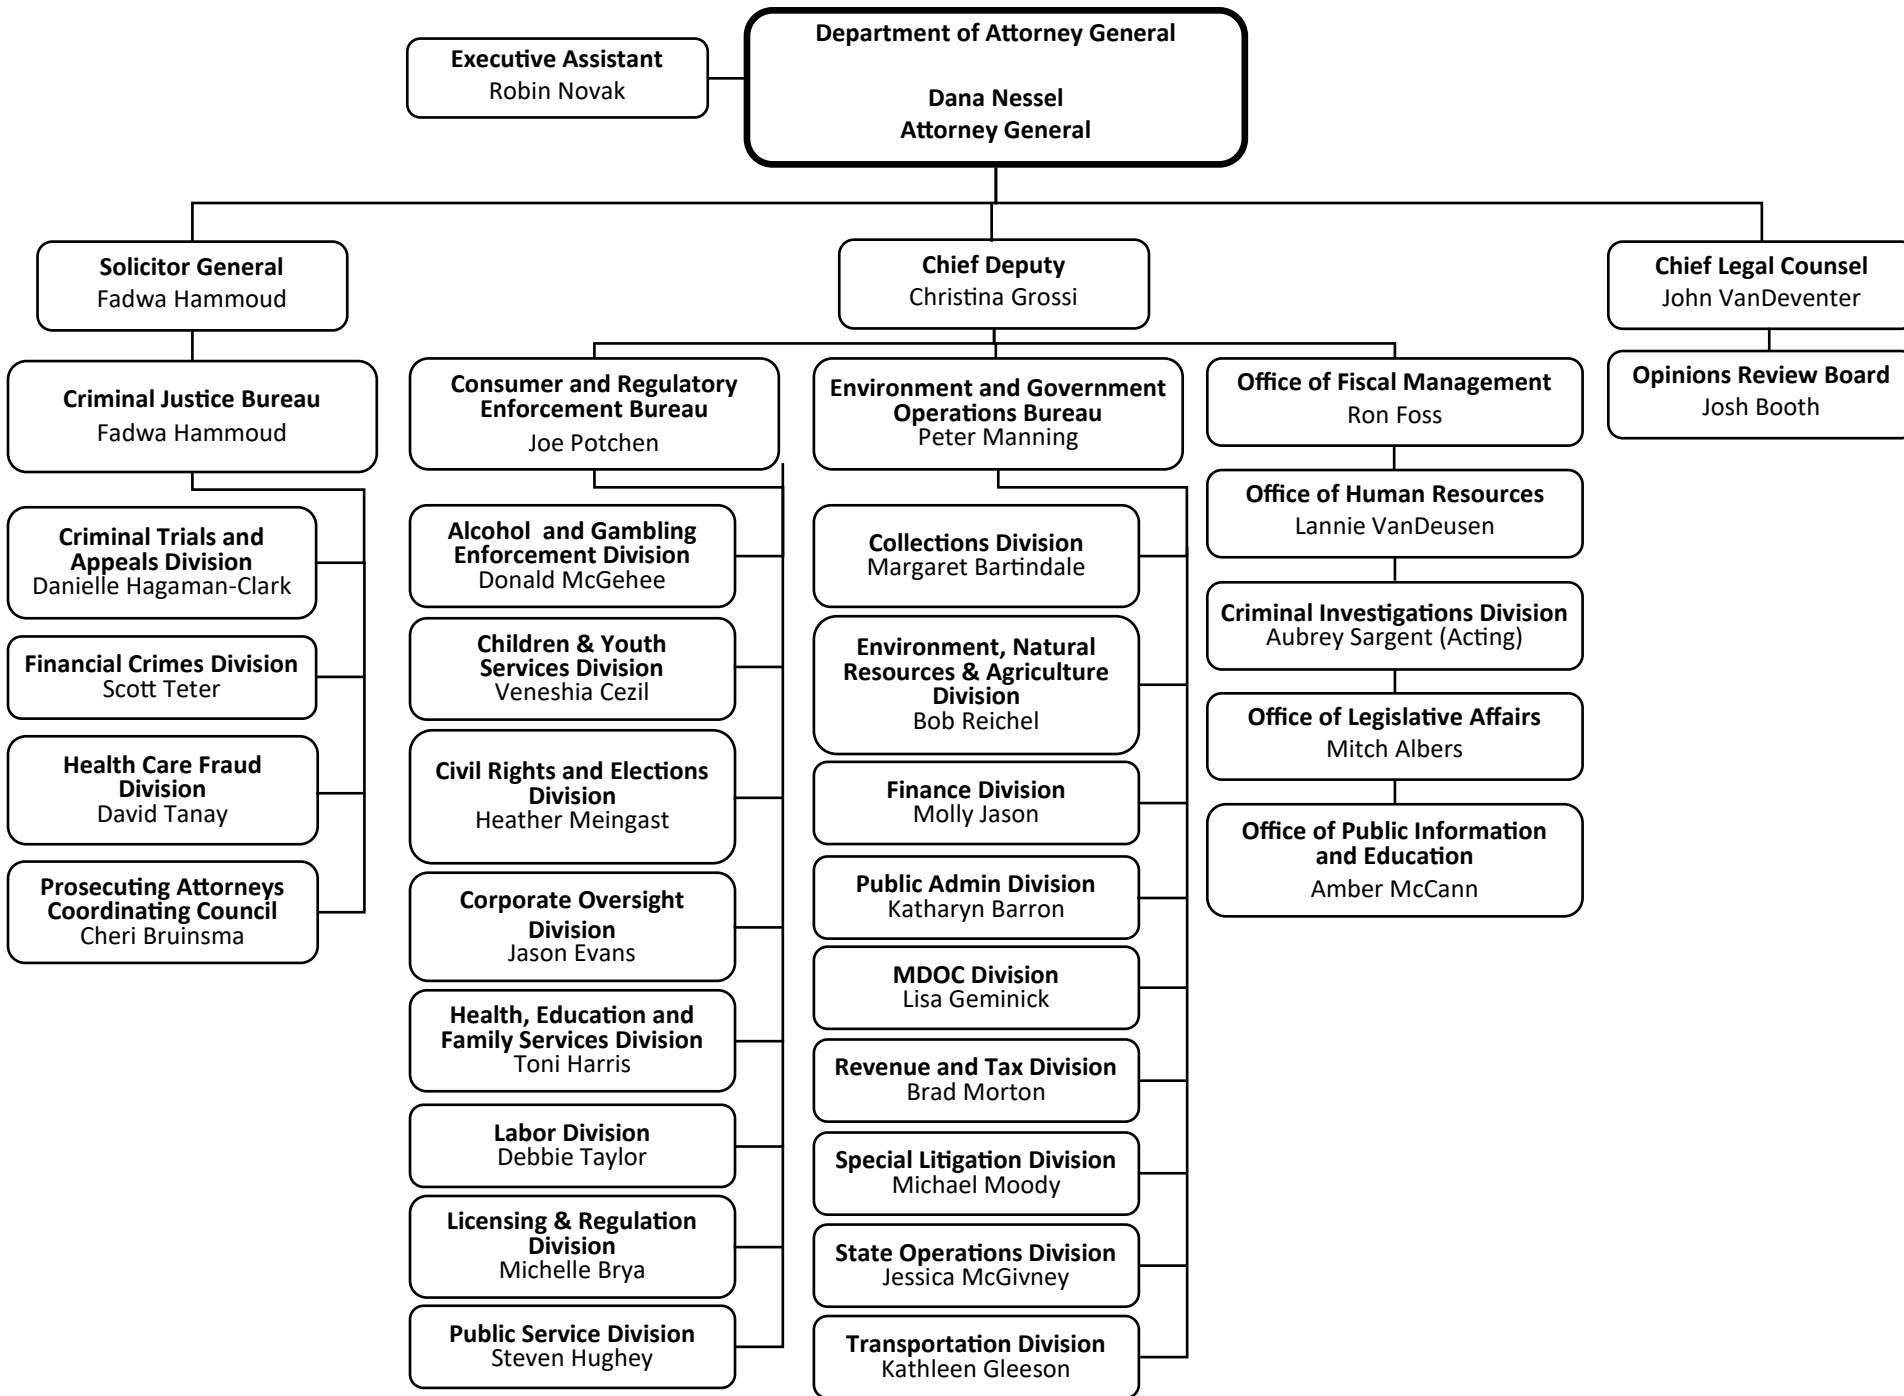 Department of Attorney General
Dana Nessel
Attorney General
Executive Assistant
Robin Novak
Solicitor General
Fadwa Hammoud
Chief Deputy
Christina Grossi
Chief Legal Counsel
John VanDeventer
Criminal Justice Bureau
Fadwa Hammoud
Criminal Trials and
Appeals Division
Danielle Hagaman-Clark
Financial Crimes Division
Scott Teter
Health Care Fraud
Division
David Tanay
Prosecuting Attorneys
Coordinating Council
Cheri Bruinsma
Consumer and Regulatory
Enforcement Bureau
Joe Potchen
Alcohol  and Gambling
Enforcement Division
Donald McGehee
Children & Youth
Services Division
Veneshia Cezil
Civil Rights and Elections
Division
Heather Meingast
Corporate Oversight
Division
Jason Evans
Health, Education and
Family Services Division
Toni Harris
Labor Division
Debbie Taylor
Licensing & Regulation
Division
Michelle Brya
Public Service Division
Steven Hughey
Environment and Government
Operations Bureau
Peter Manning
Collections Division
Margaret Bartindale
Environment, Natural
Resources & Agriculture
Division
Bob Reichel
Finance Division
Molly Jason
Public Admin Division
Katharyn Barron
MDOC Division
Lisa Geminick
Revenue and Tax Division
Brad Morton
Special Litigation Division
Michael Moody
State Operations Division
Jessica McGivney
Transportation Division
Kathleen Gleeson
Office of Fiscal Management
Ron Foss
Office of Human Resources
Lannie VanDeusen
Criminal Investigations Division
Aubrey Sargent (Acting)
Office of Legislative Affairs
Mitch Albers
Office of Public Information
and Education
Amber McCann
Opinions Review Board
Josh Booth